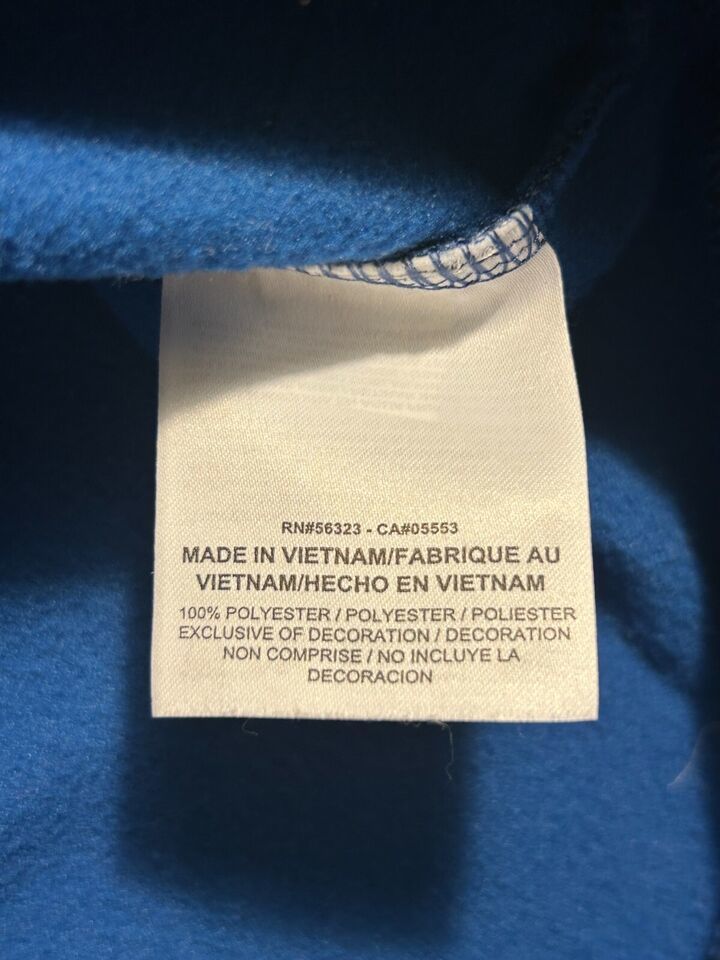 RN#56323 - CA#05553
MADE IN VIETNAM/FABRIQUE AU
VIETNAM/HECHO EN VIETNAM
100% POLYESTER / POLYESTER / POLIESTER
EXCLUSIVE OF DECORATION / DECORATION
NON COMPRISE / NO INCLUYE LA
DECORACION